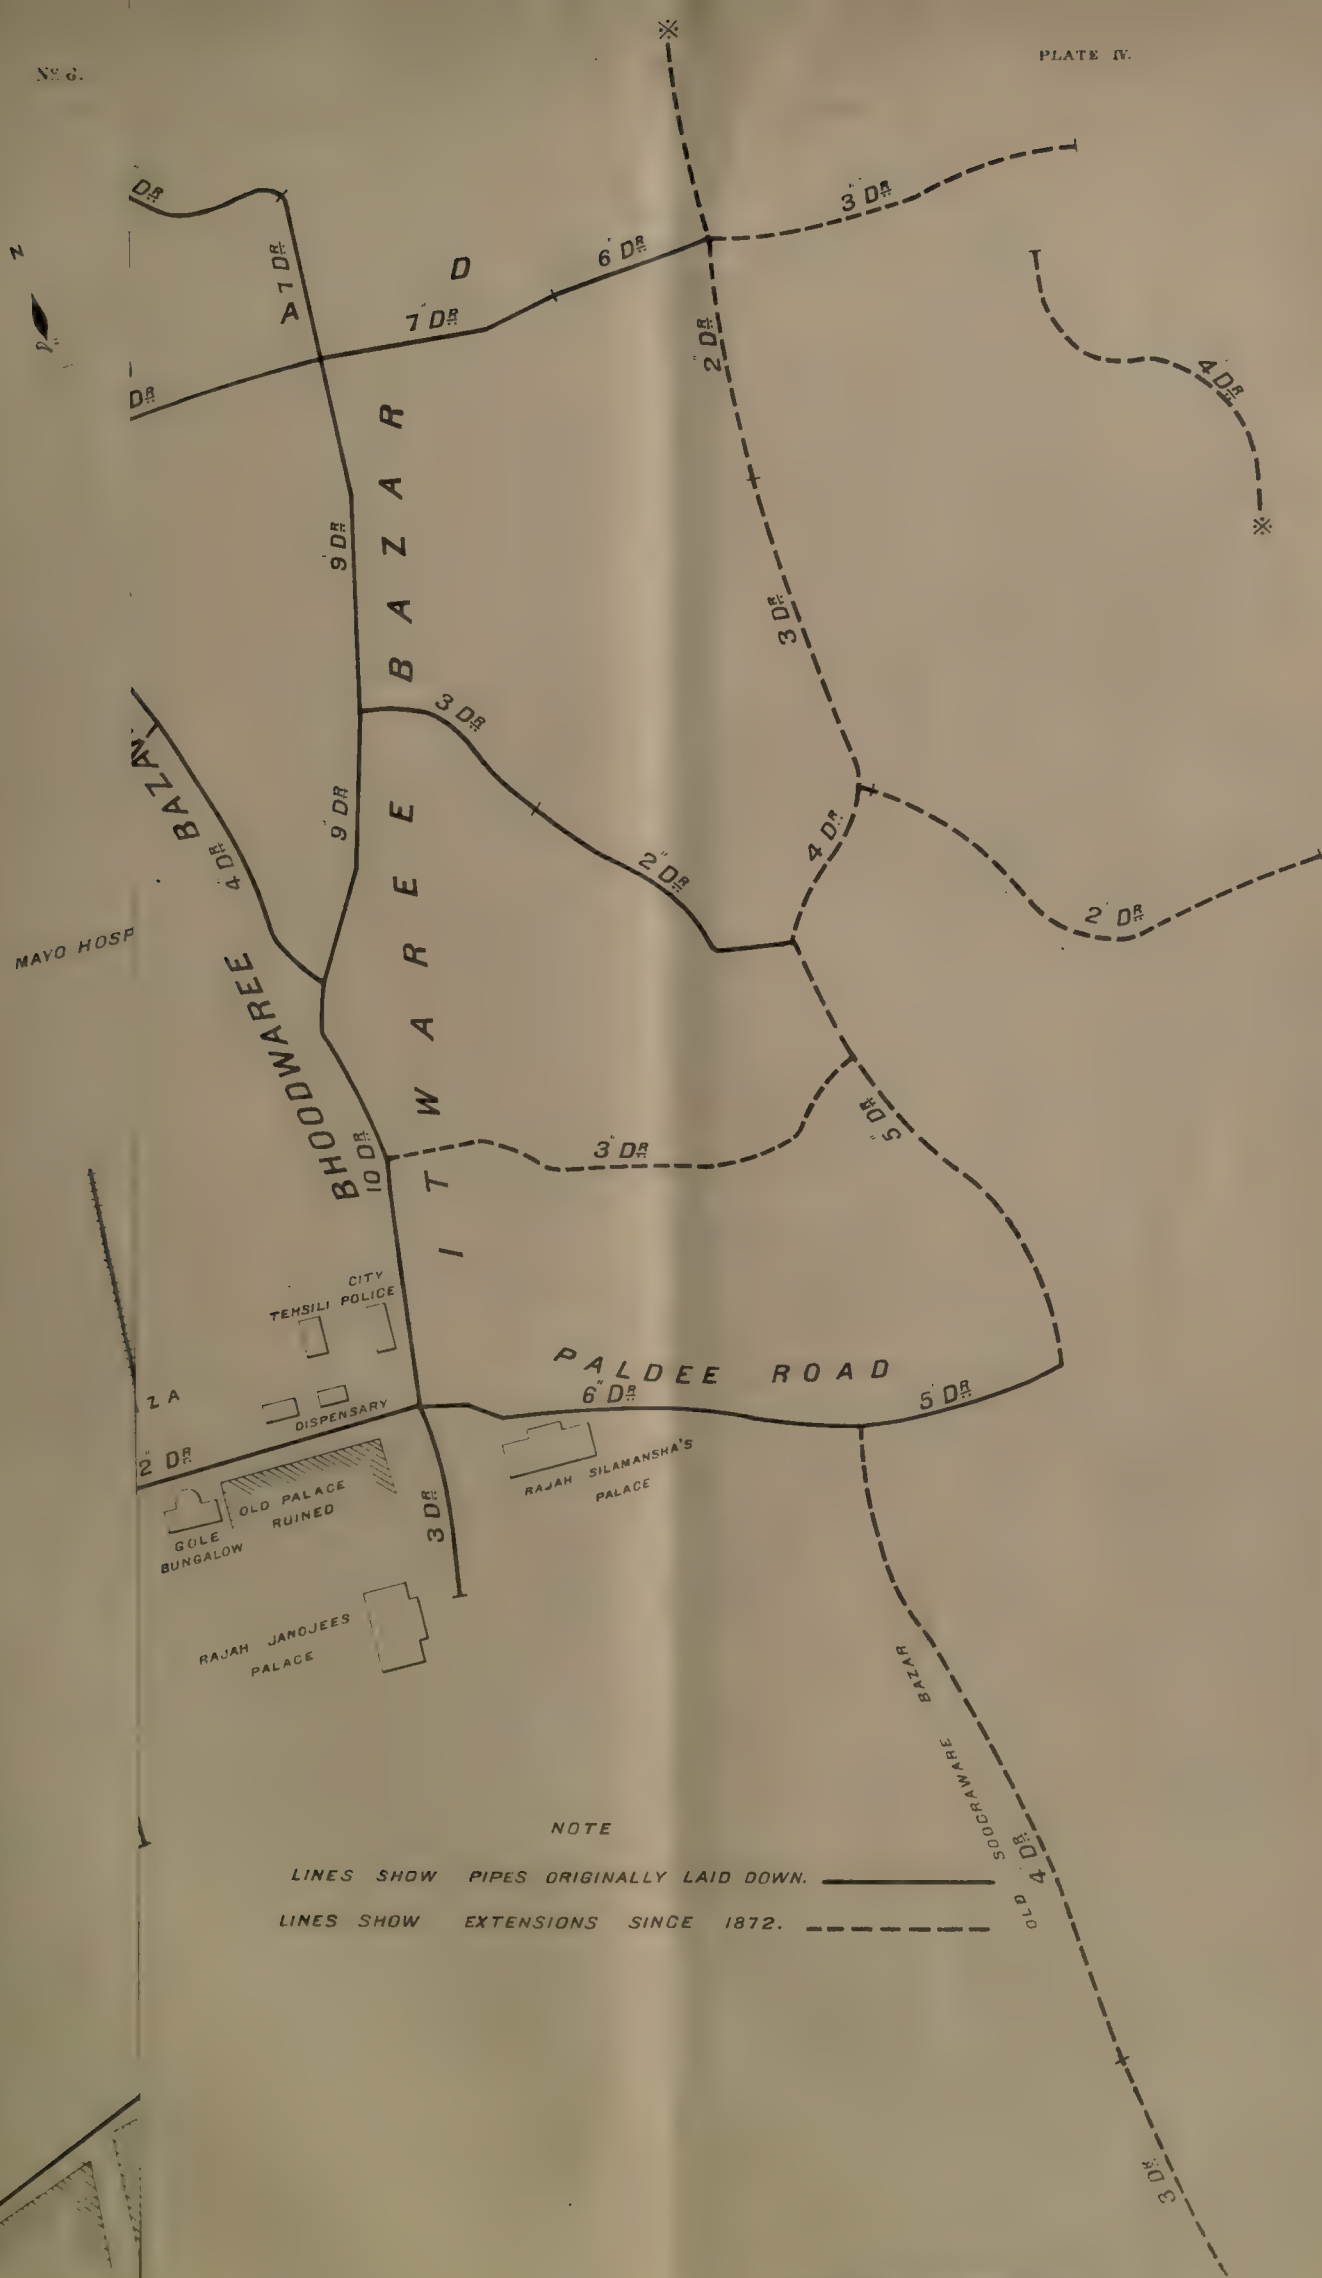 No. 6.
PLATE IV.
DR
7 DR
A
D
7" DR
6" DR
3" DR
2" DR
4 DR
DR
BAZAR
9" DR
3 DR
3 DR
9" DR
BAZA
4 DR
2" DR
4 DR
2" DR
MAYO HOSP
BHOODWAREE
ITWAREE
10 DR
3" DR
5" DR
CITY
TEHSILI POLICE
PALDEE ROAD
6" DR
5 DR
ZA
DISPENSARY
2" DR
OLD PALACE
RUINED
GOLE
BUNGALOW
3 DR
RAJAH SILAMANSHA'S
PALACE
RAJAH JANOJEES
PALACE
OLD SOOCRAWARE BAZAR
4" DR
NOTE
LINES SHOW PIPES ORIGINALLY LAID DOWN.
LINES SHOW EXTENSIONS SINCE 1872.
3 DR